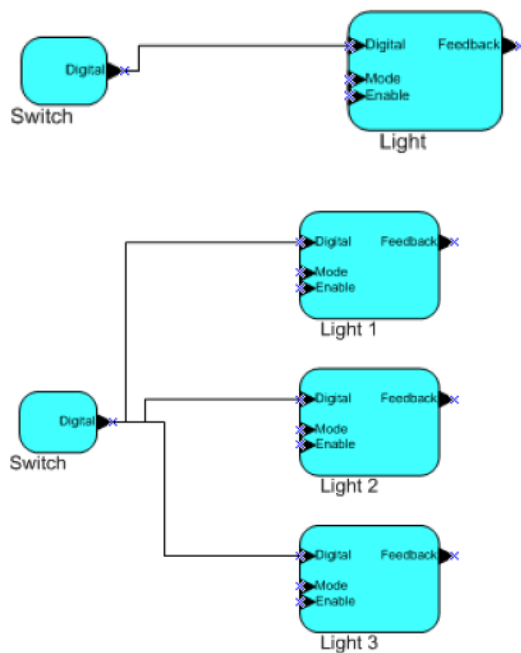 Digital
Switch
Digital Feedback
Mode
Enable
Light
Digital Feedback
Mode
Enable
Light 1
Digital
Switch
Digital Feedback
Mode
Enable
Light 2
Digital Feedback
Mode
Enable
Light 3